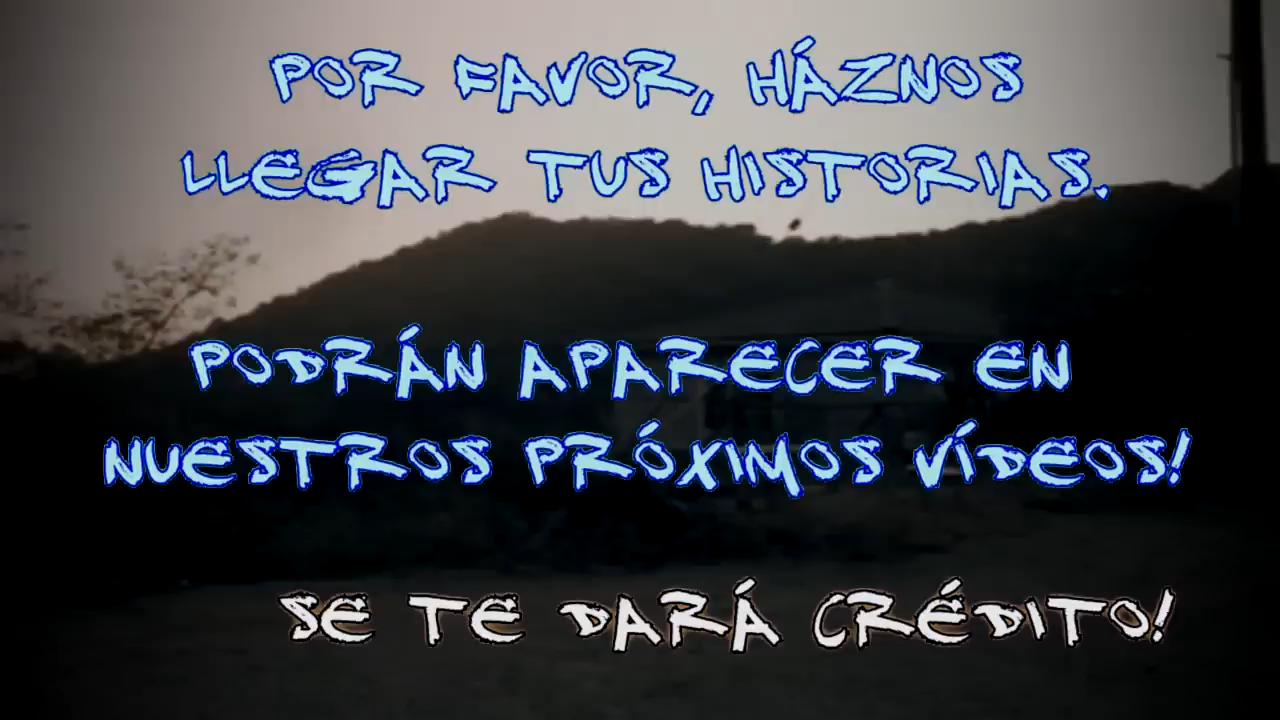 POR FAVOR, HÁZNOS
LLEGAR TUS HISTORIAS.
PODRÁN APARECER EN
NUESTROS PRÓXIMOS VÍDEOS!
SE TE DARÁ CRÉDITO!